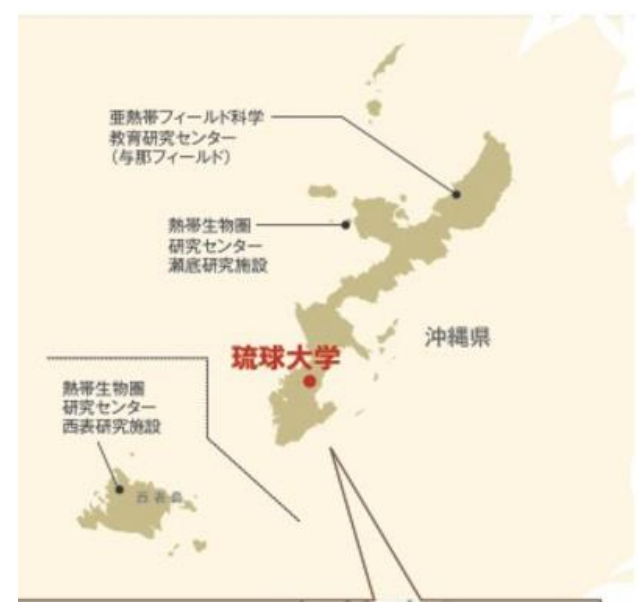 亜熱帯フィールド科学
教育研究センター
（与那フィールド）
熱帯生物圏
研究センター
瀬底研究施設
沖縄県
琉球大学
熱帯生物圏
研究センター
西表研究施設
西表島